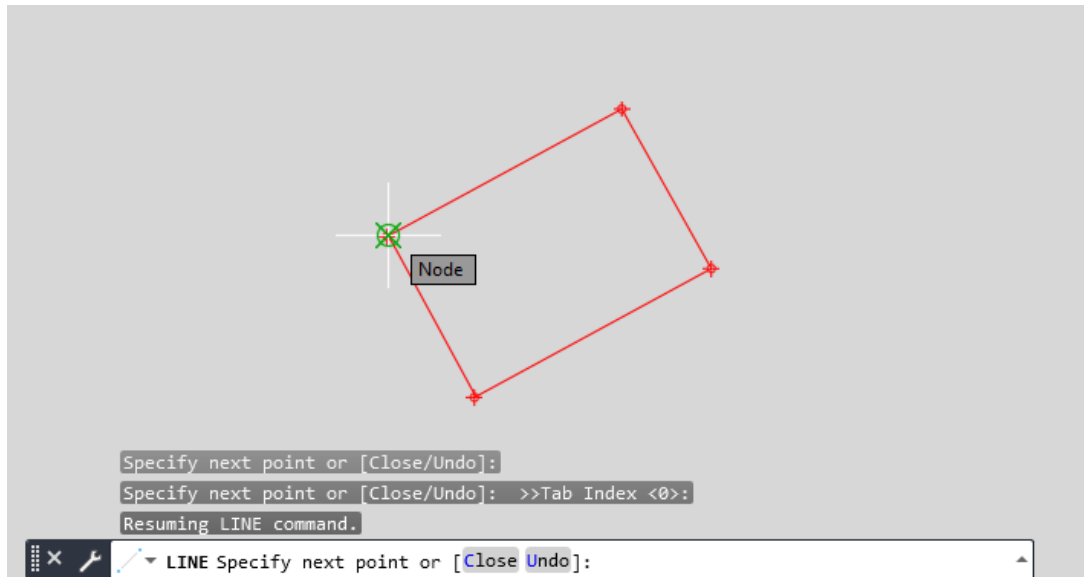 Node
Specify next point or [Close/Undo]:
Specify next point or [Close/Undo]:  >>Tab Index <0>:
Resuming LINE command.
LINE Specify next point or [Close Undo]: